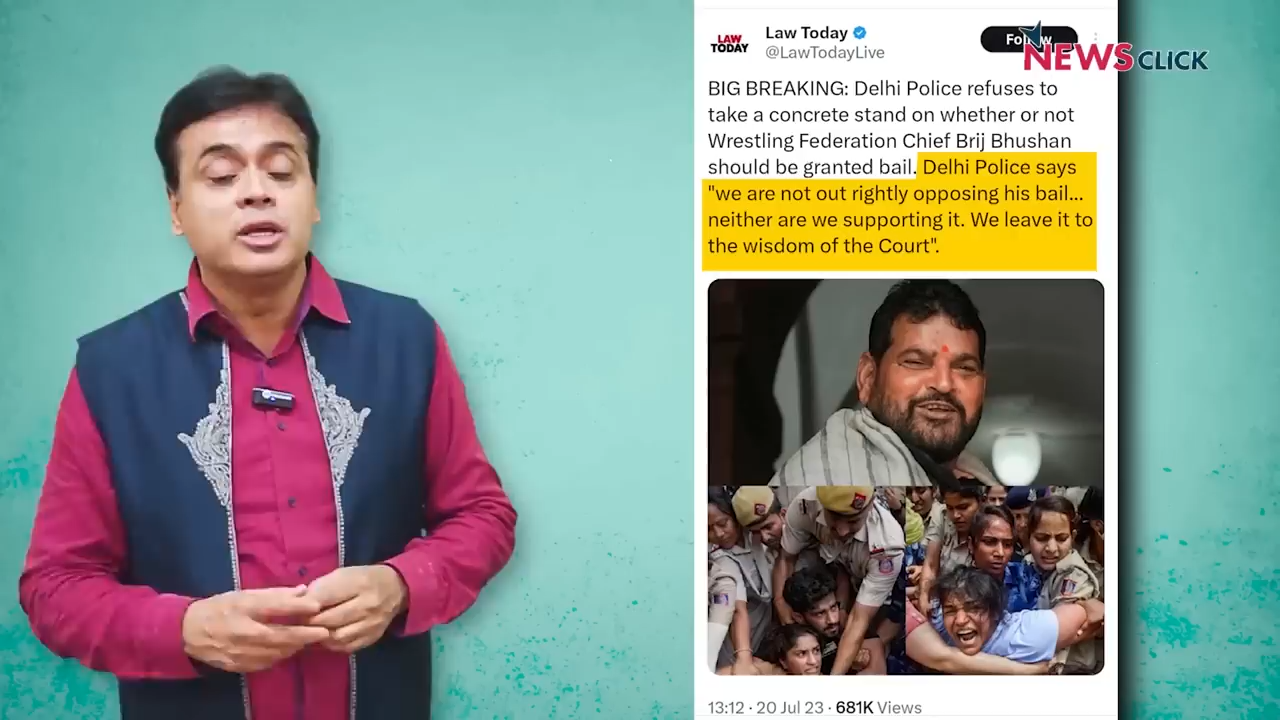 LAW
TODAY
Law Today
@LawTodayLive
NEWSCLICK
BIG BREAKING: Delhi Police refuses to
take a concrete stand on whether or not
Wrestling Federation Chief Brij Bhushan
should be granted bail. Delhi Police says
"we are not out rightly opposing his bail...
neither are we supporting it. We leave it to
the wisdom of the Court".
13:12 · 20 Jul 23 · 681K Views